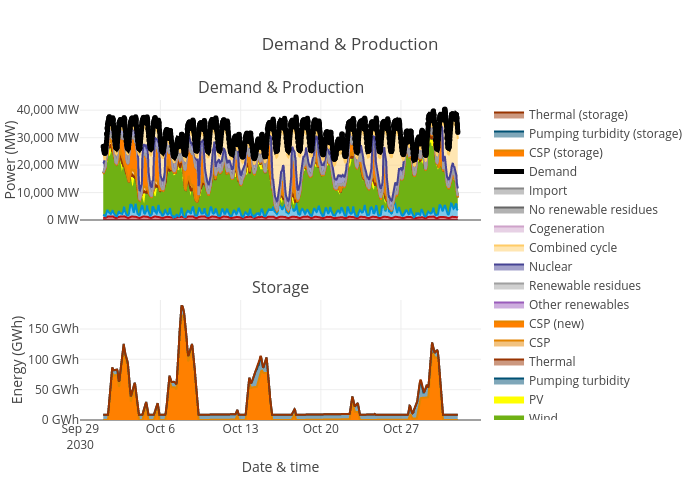 Demand & Production
Demand & Production
40,000 MW
30,000 MW
20,000 MW
10,000 MW
0 MW
Power (MW)
Storage
150 GWh
100 GWh
50 GWh
0 GWh
Energy (GWh)
Sep 29
2030
Oct 6
Oct 13
Oct 20
Oct 27
Date & time
Thermal (storage)
Pumping turbidity (storage)
CSP (storage)
Demand
Import
No renewable residues
Cogeneration
Combined cycle
Nuclear
Renewable residues
Other renewables
CSP (new)
CSP
Thermal
Pumping turbidity
PV
Wind